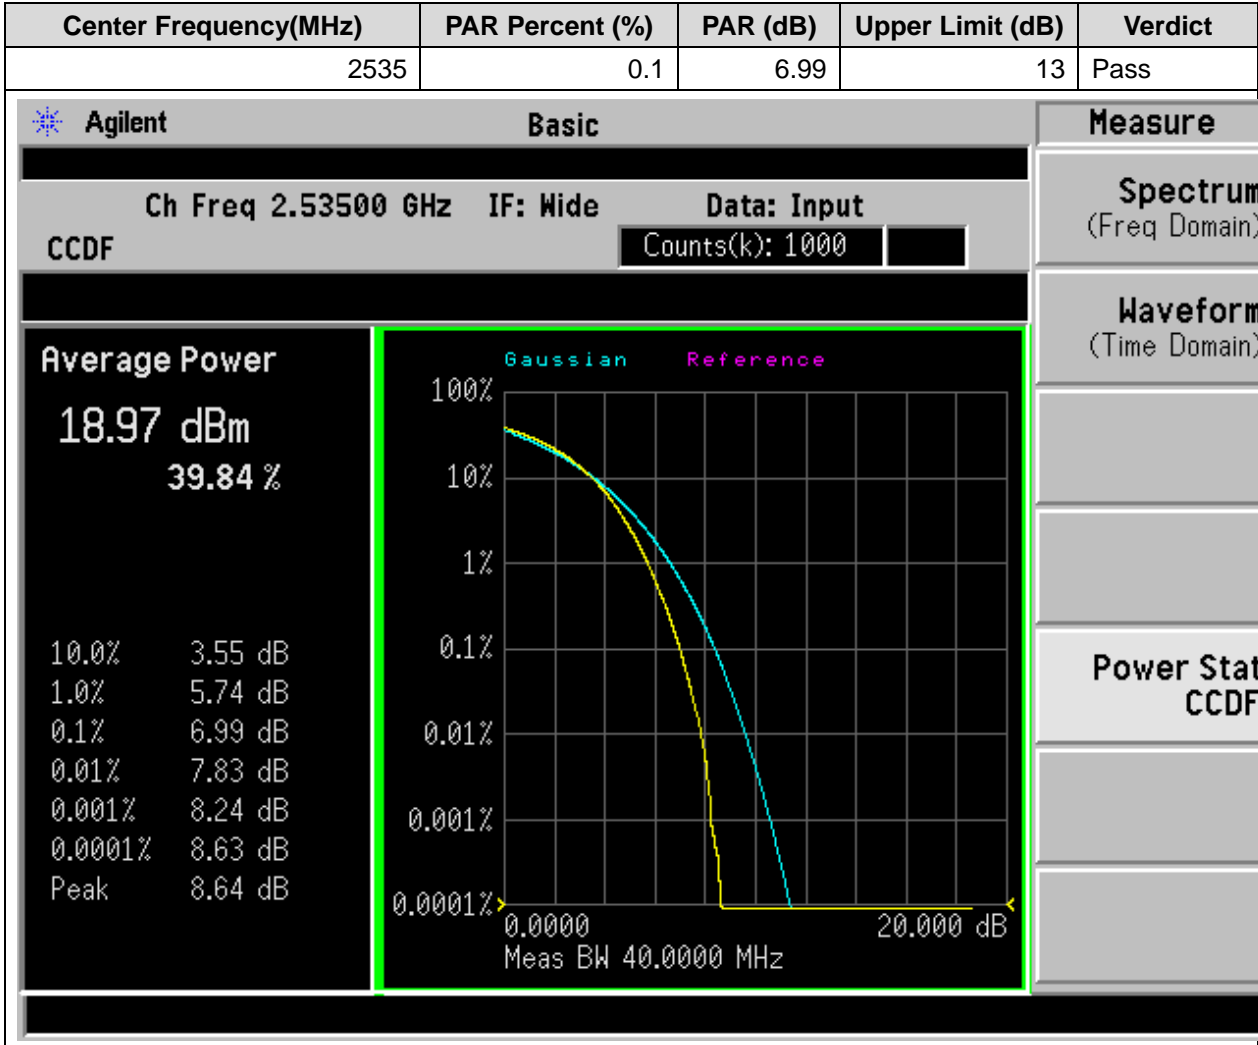 Center Frequency(MHz) PAR Percent (%) PAR (dB) Upper Limit (dB) Verdict
2535 0.1 6.99 13 Pass
Agilent Basic Measure
Ch Freq 2.53500 GHz IF: Wide Data: Input
CCDF Counts(k): 1000
Spectrum
(Freq Domain)
Waveform
(Time Domain)
Power Stat
CCDF
Average Power
18.97 dBm
39.84 %
10.0% 3.55 dB
1.0% 5.74 dB
0.1% 6.99 dB
0.01% 7.83 dB
0.001% 8.24 dB
0.0001% 8.63 dB
Peak 8.64 dB
Gaussian Reference
100%
10%
1%
0.1%
0.01%
0.001%
0.0001%
0.0000 20.000 dB
Meas BW 40.0000 MHz